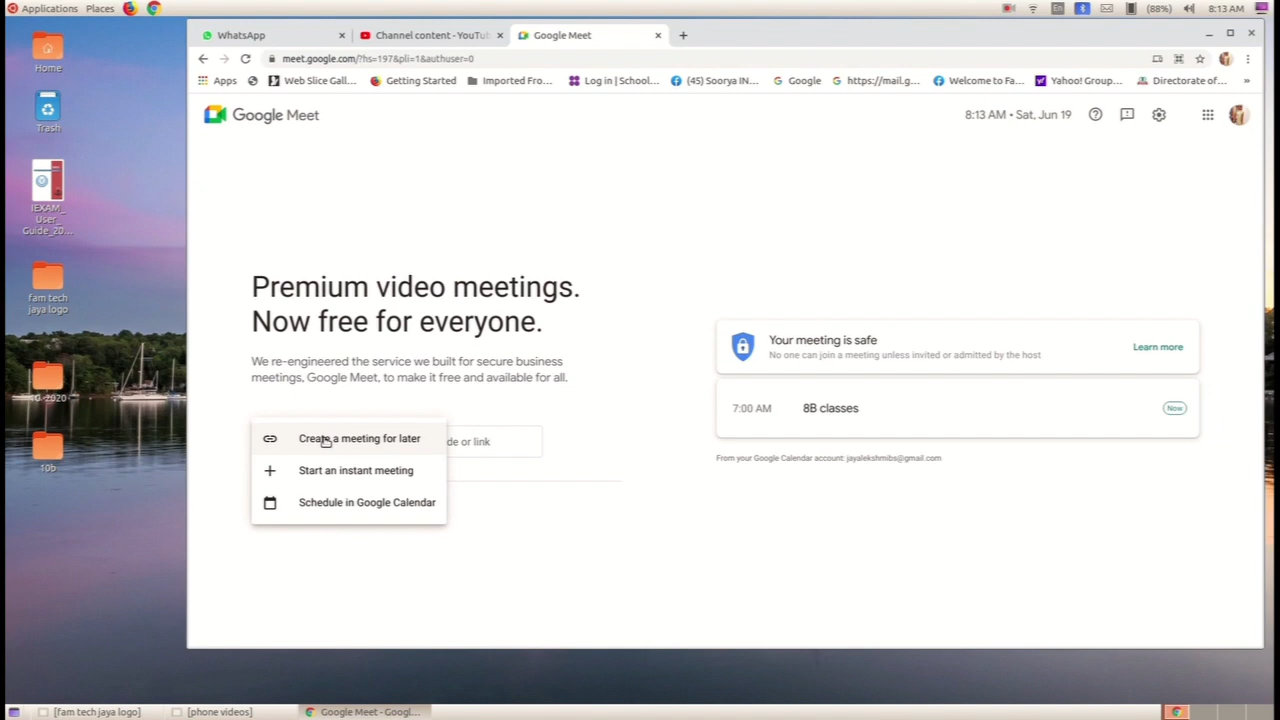 Applications Places En (88%) 8:13 AM
WhatsApp Channel content - YouTu Google Meet
meet.google.com/?hs=197&pli=1&authuser=0
Apps Web Slice Gall... Getting Started Imported Fro... Log in | School... (45) Soorya IN... Google https://mail.g... Welcome to Fa... Yahoo! Group... Directorate of... »
Google Meet 8:13 AM • Sat, Jun 19
Home
Trash
IEXAM_
User_
Guide_20...
fam tech
jaya logo
10b
Premium video meetings.
Now free for everyone.
We re-engineered the service we built for secure business
meetings, Google Meet, to make it free and available for all.
Create a meeting for later
de or link
Start an instant meeting
Schedule in Google Calendar
Your meeting is safe
No one can join a meeting unless invited or admitted by the host
Learn more
7:00 AM 8B classes Now
From your Google Calendar account: jayalekshmibs@gmail.com
[fam tech jaya logo] [phone videos] Google Meet - Googl...